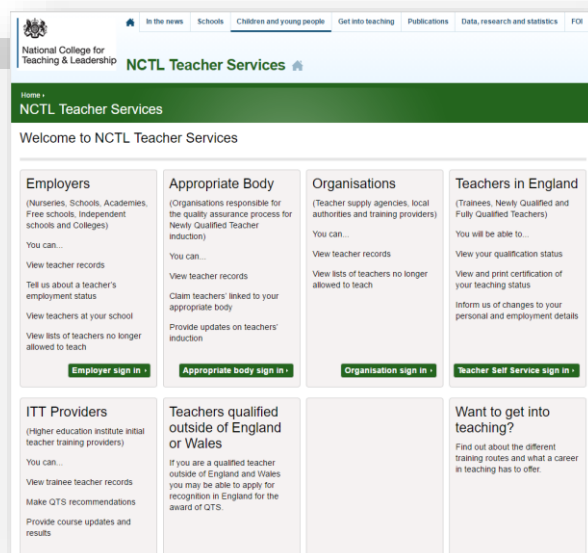 In the news
Schools
Children and young people
Get into teaching
Publications
Data, research and statistics
FOI
National College for
Teaching & Leadership
NCTL Teacher Services
Home ›
NCTL Teacher Services
Welcome to NCTL Teacher Services
Employers
(Nurseries, Schools, Academies,
Free schools, Independent
schools and Colleges)
You can...
View teacher records
Tell us about a teacher's
employment status
View teachers at your school
View lists of teachers no longer
allowed to teach
Employer sign in ›
Appropriate Body
(Organisations responsible for
the quality assurance process for
Newly Qualified Teacher
induction)
You can...
View teacher records
Claim teachers' linked to your
appropriate body
Provide updates on teachers'
induction
Appropriate body sign in ›
Organisations
(Teacher supply agencies, local
authorities and training providers)
You can...
View teacher records
View lists of teachers no longer
allowed to teach
Organisation sign in ›
Teachers in England
(Trainees, Newly Qualified and
Fully Qualified Teachers)
You will be able to...
View your qualification status
View and print certification of
your teaching status
Inform us of changes to your
personal and employment details
Teacher Self Service sign in ›
ITT Providers
(Higher education institute initial
teacher training providers)
You can...
View trainee teacher records
Make QTS recommendations
Provide course updates and
results
Teachers qualified
outside of England
or Wales
If you are a qualified teacher
outside of England and Wales
you may be able to apply for
recognition in England for the
award of QTS.
Want to get into
teaching?
Find out about the different
training routes and what a career
in teaching has to offer.